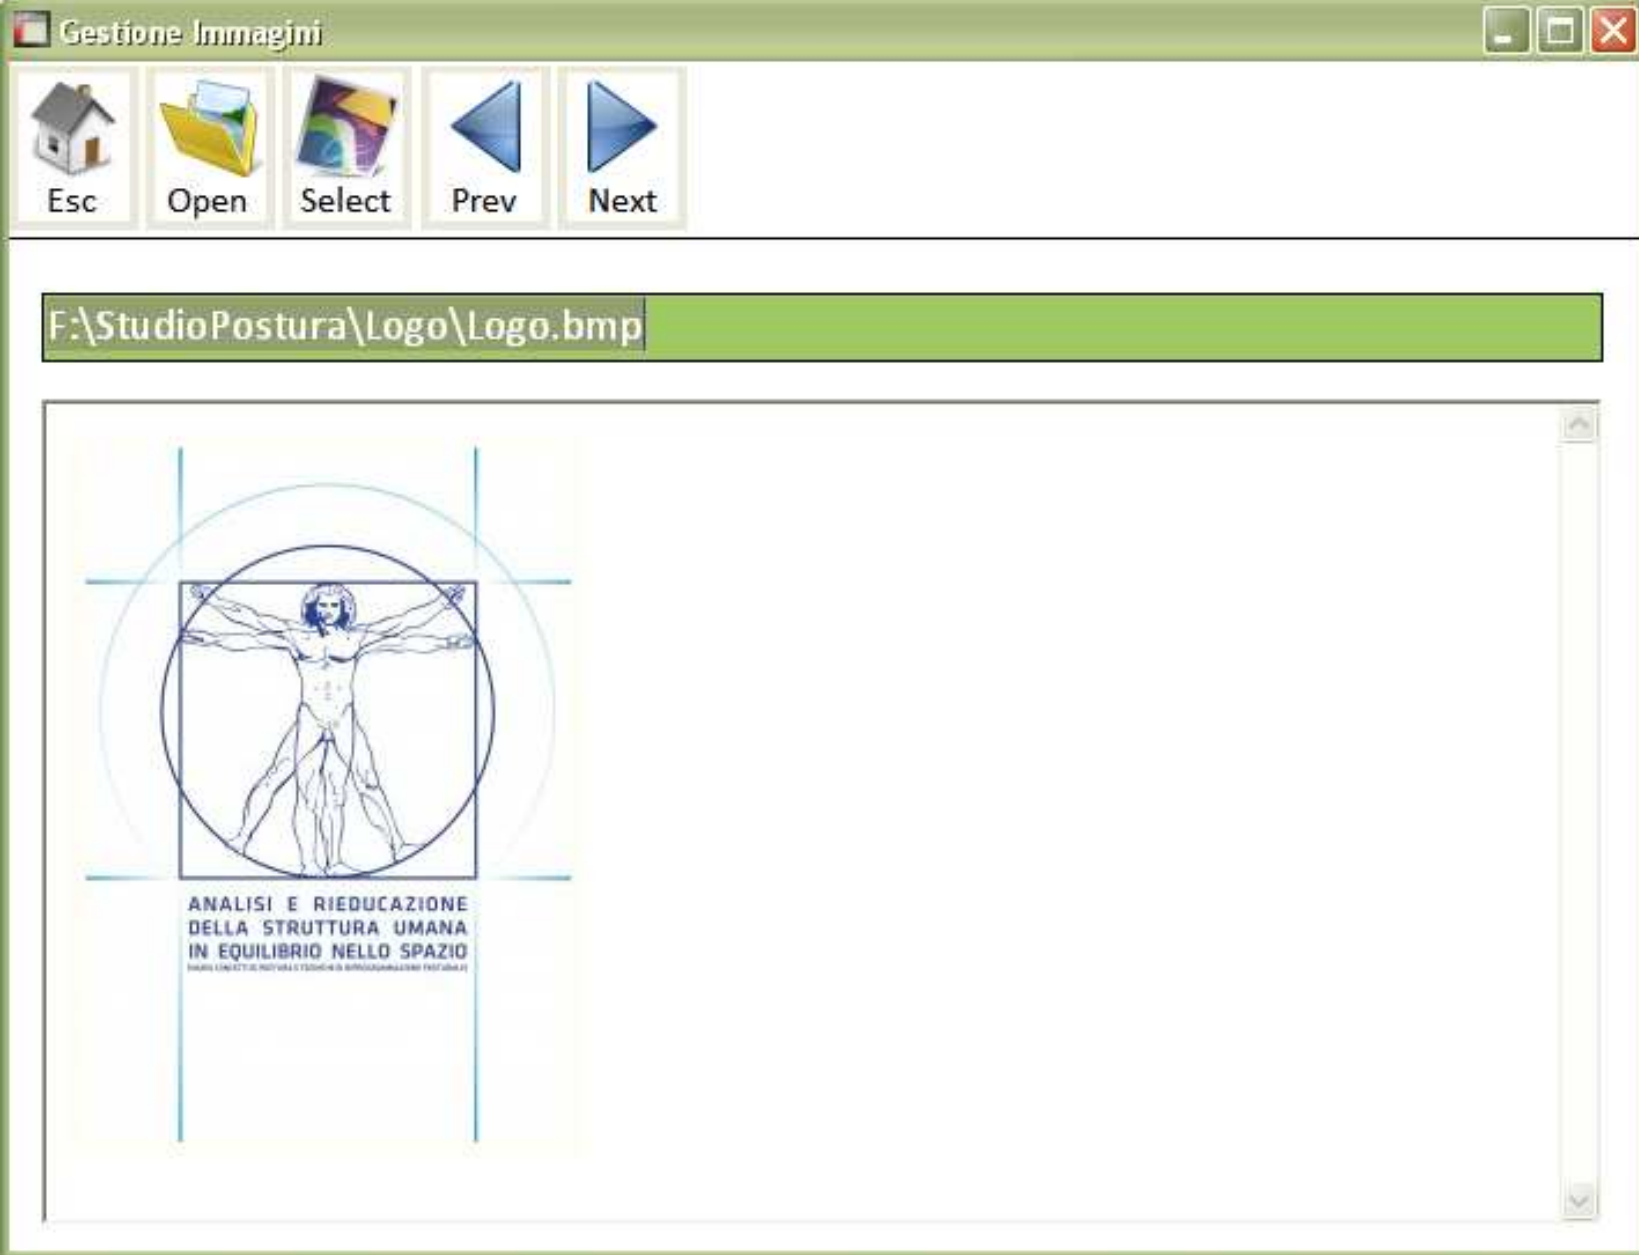 Gestione Immagini
Esc Open Select Prev Next
F:\StudioPostura\Logo\Logo.bmp
ANALISI E RIEDUCAZIONE
DELLA STRUTTURA UMANA
IN EQUILIBRIO NELLO SPAZIO